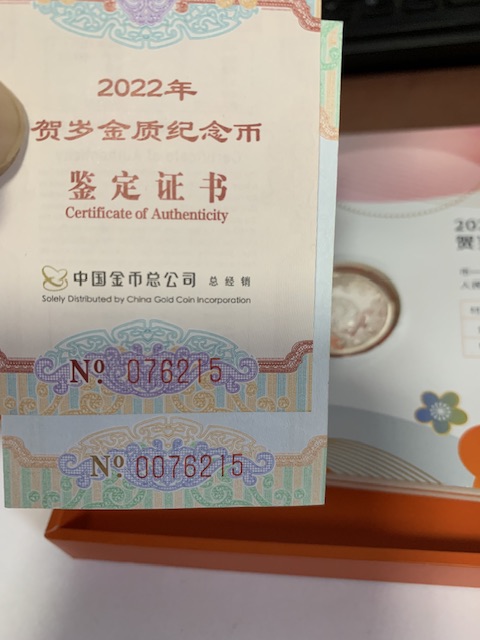 2022年
贺岁金质纪念币
鉴定证书
Certificate of Authenticity
中国金币总公司 总经销
Solely Distributed by China Gold Coin Incorporation
Nº 076215
Nº 0076215
202
贺